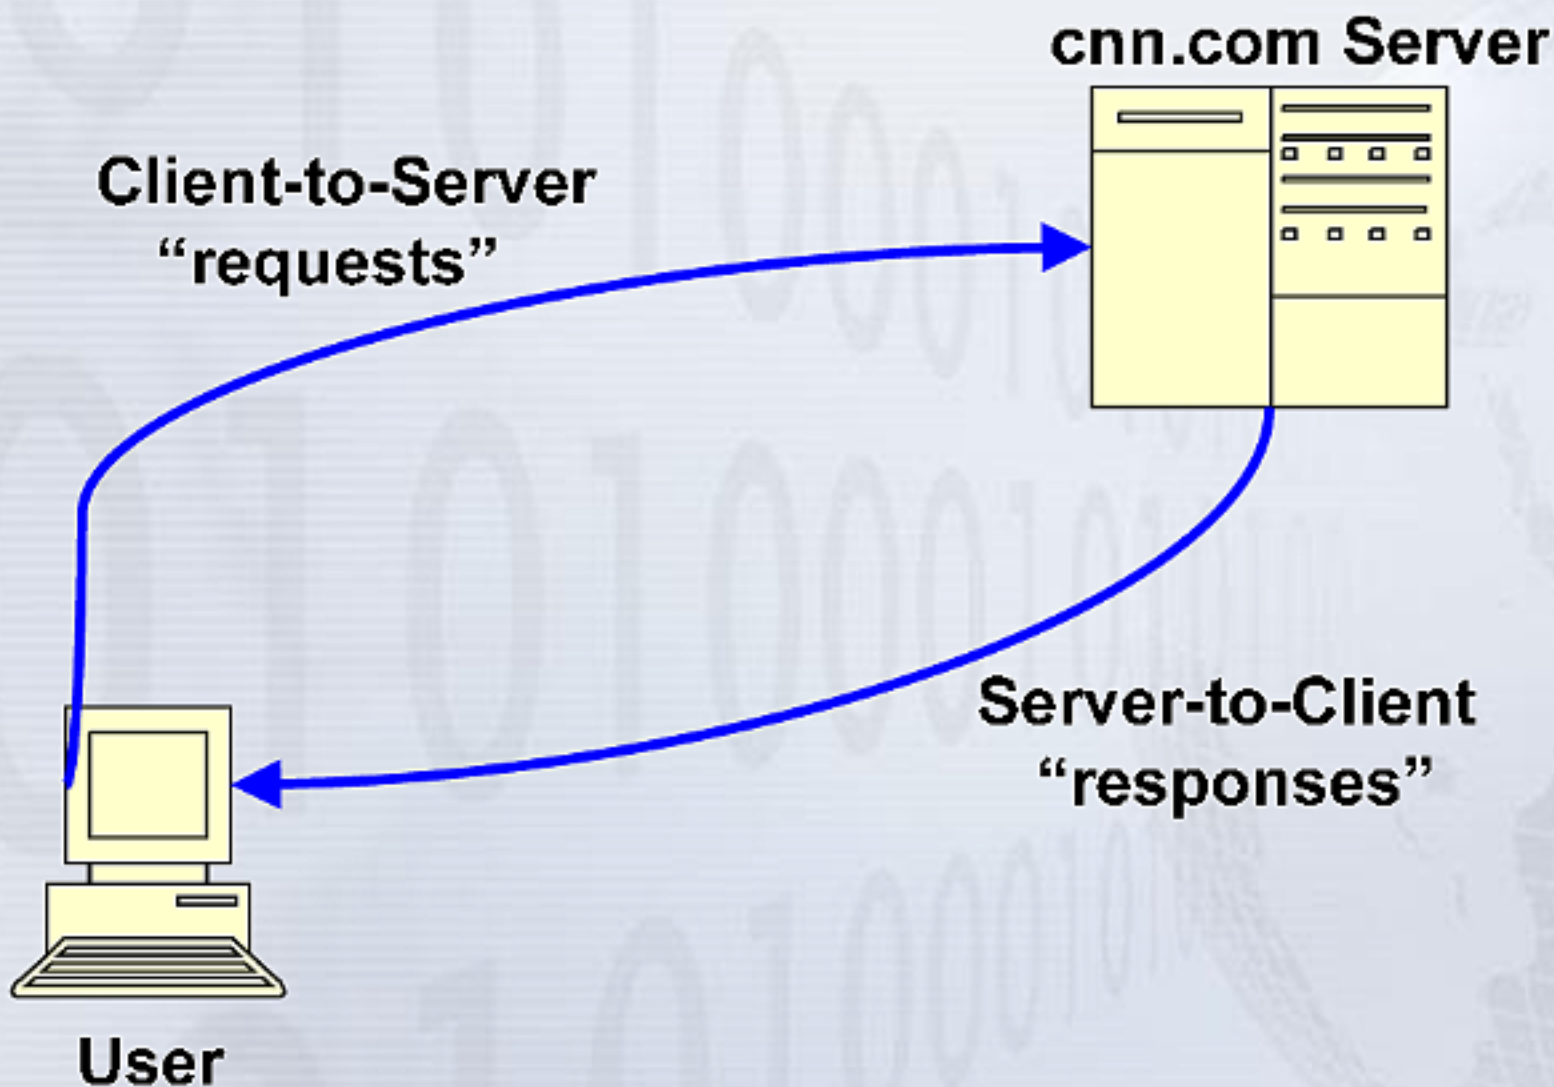 cnn.com Server
Client-to-Server
“requests”
Server-to-Client
“responses”
User